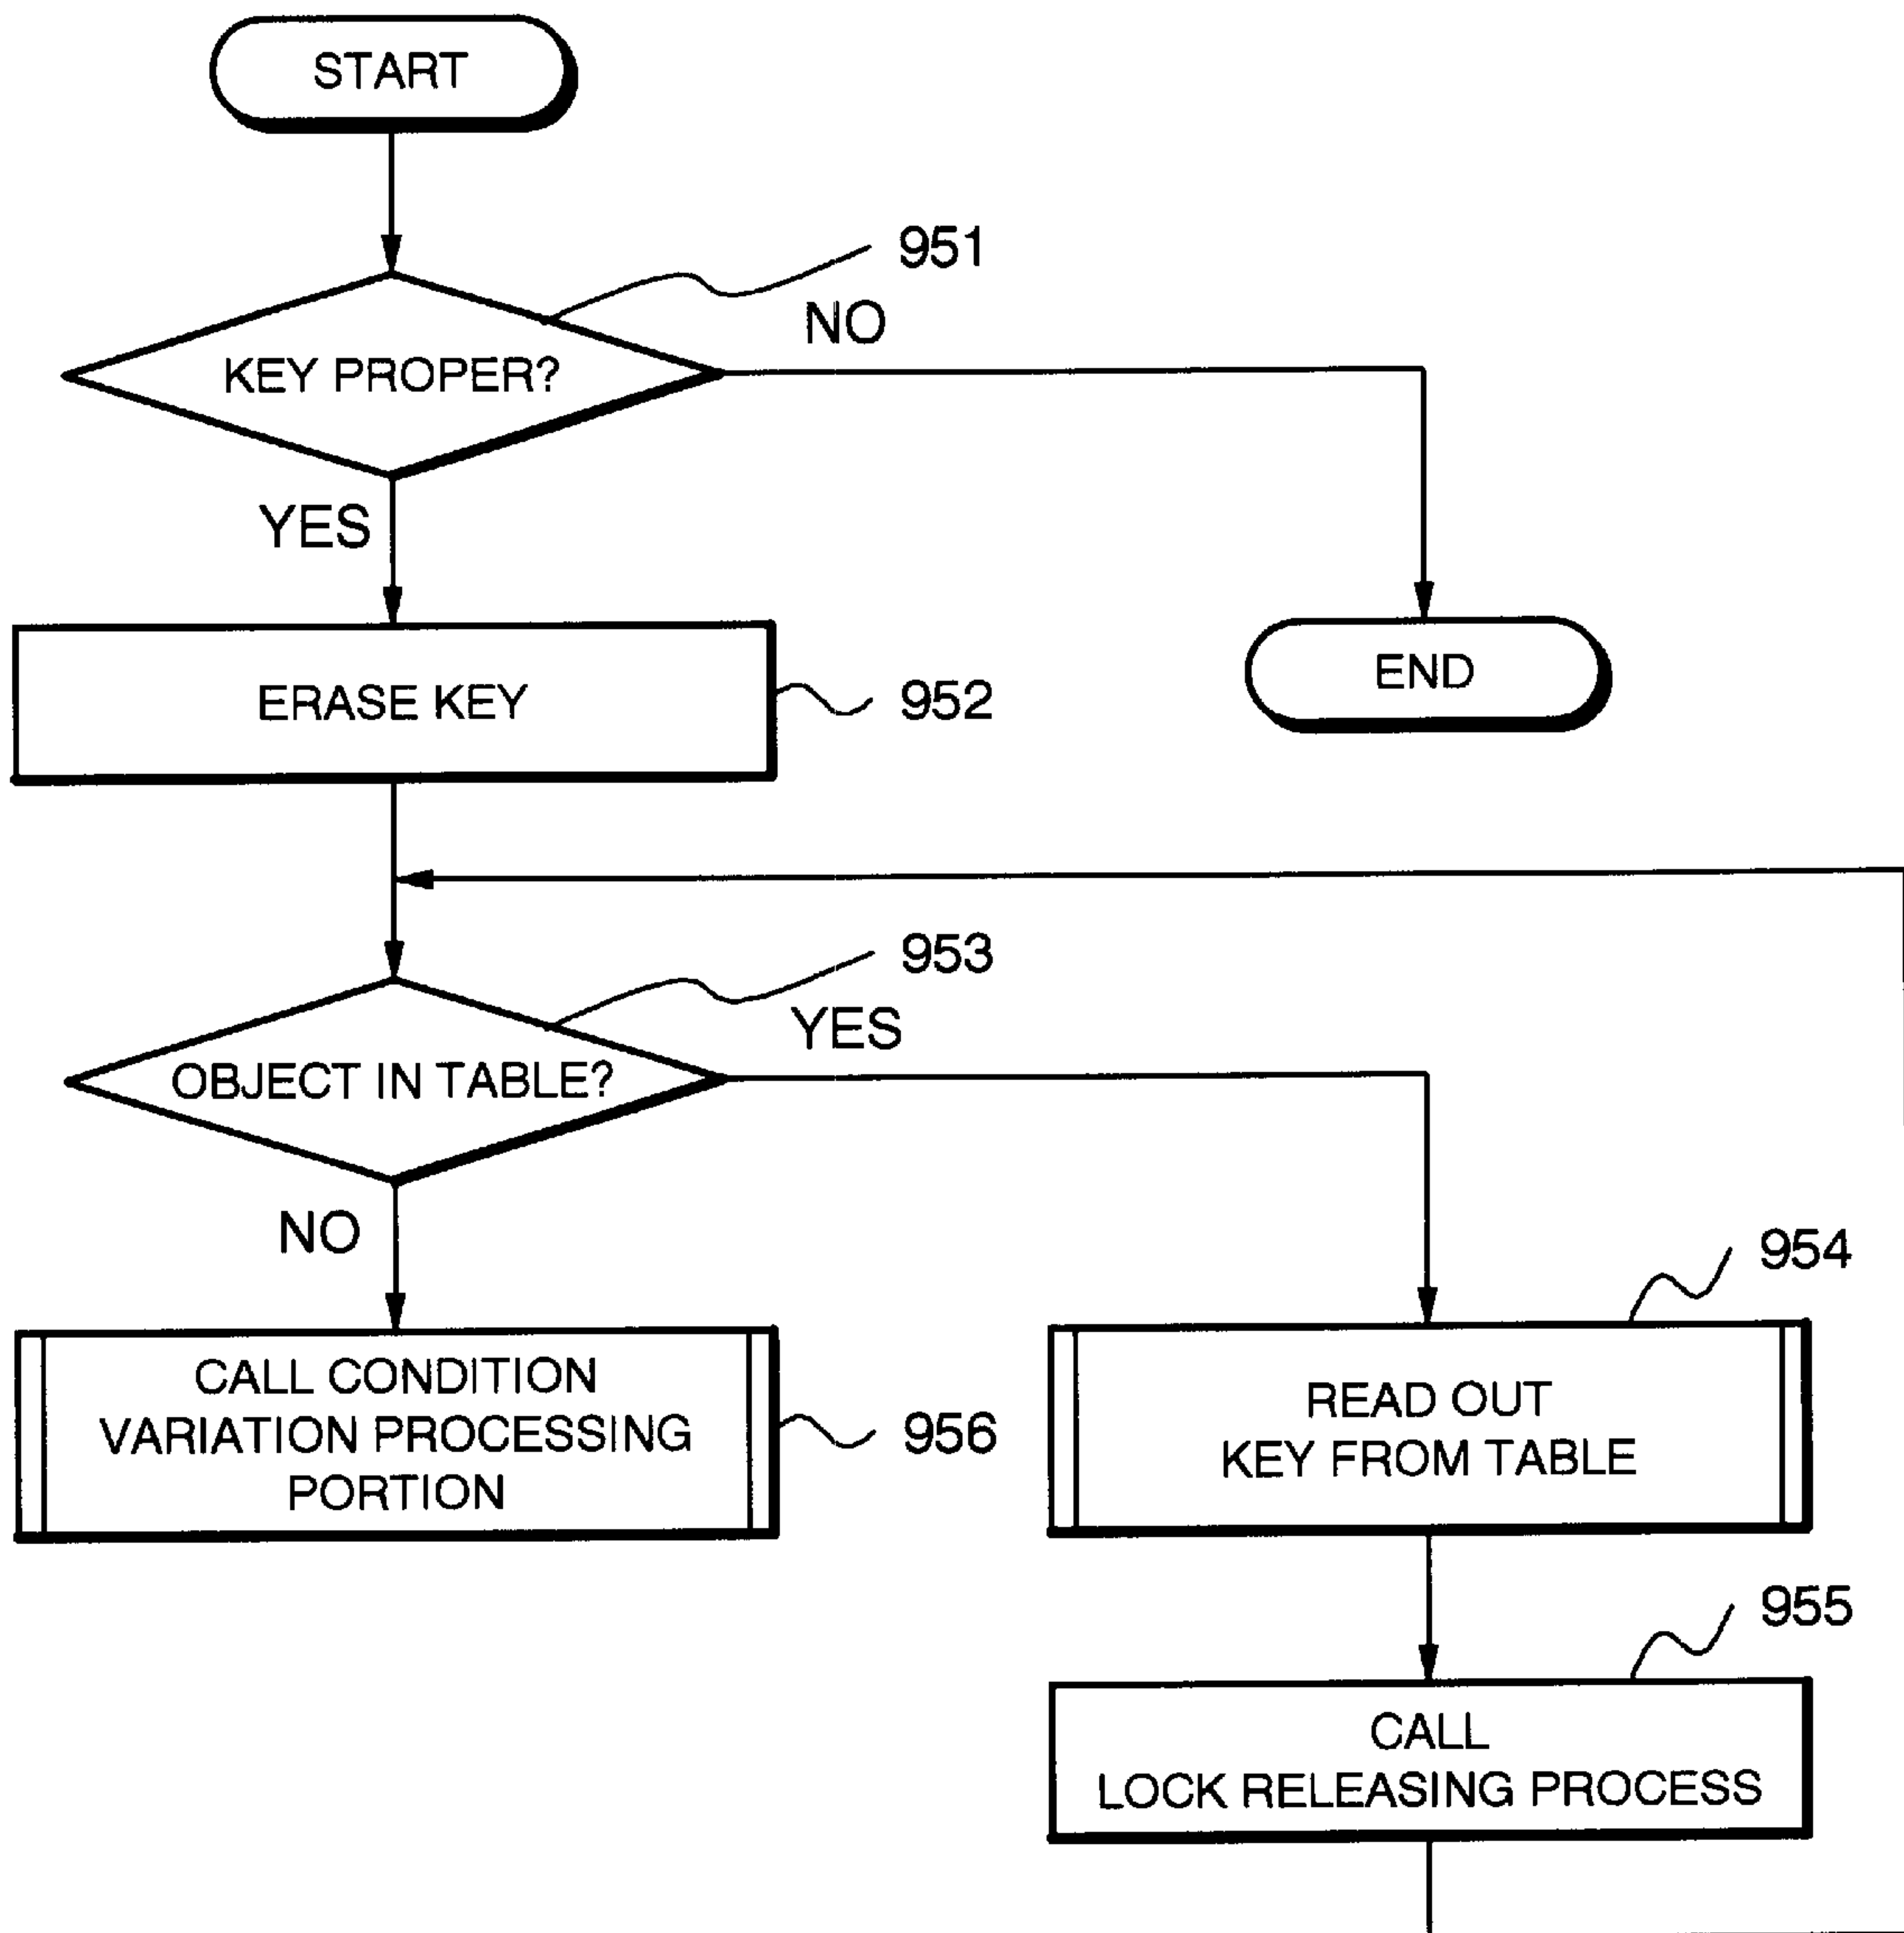 START
951
NO
KEY PROPER?
YES
ERASE KEY
952
END
953
YES
OBJECT IN TABLE?
NO
954
CALL CONDITION
VARIATION PROCESSING
PORTION
956
READ OUT
KEY FROM TABLE
955
CALL
LOCK RELEASING PROCESS